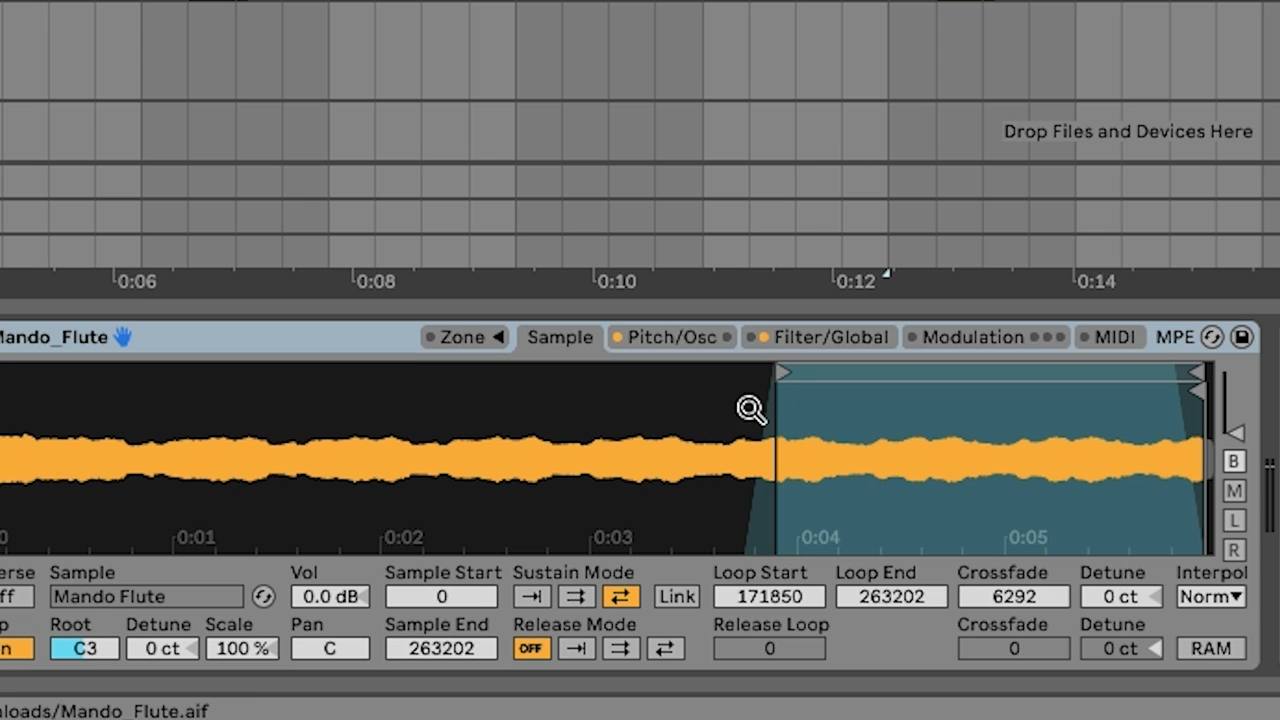 Drop Files and Devices Here
0:06 0:08 0:10 0:12 0:14
Mando_Flute Zone Sample Pitch/Osc Filter/Global Modulation MIDI MPE
B
M
L
R
0 0:01 0:02 0:03 0:04 0:05
erse Sample Vol Sample Start Sustain Mode Loop Start Loop End Crossfade Detune Interpol
ff Mando Flute 0.0 dB 0 Link 171850 263202 6292 0 ct Norm
p Root Detune Scale Pan Sample End Release Mode Release Loop Crossfade Detune
n C3 0 ct 100 % C 263202 OFF 0 0 0 ct RAM
nloads/Mando_Flute.aif